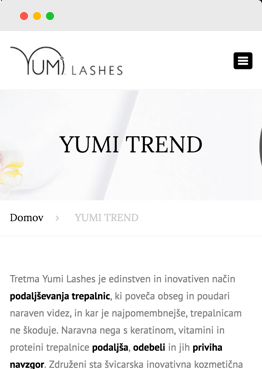 YUMI LASHES
YUMI TREND
Domov › YUMI TREND
Tretma Yumi Lashes je edinstven in inovativen način
podaljševanja trepalnic, ki poveča obseg in poudari
naraven videz, in kar je najpomembnejše, trepalnicam
ne škoduje. Naravna nega s keratinom, vitamini in
proteini trepalnice podaljša, odebeli in jih priviha
navzgor. Združeni sta švicarska inovativna kozmetična